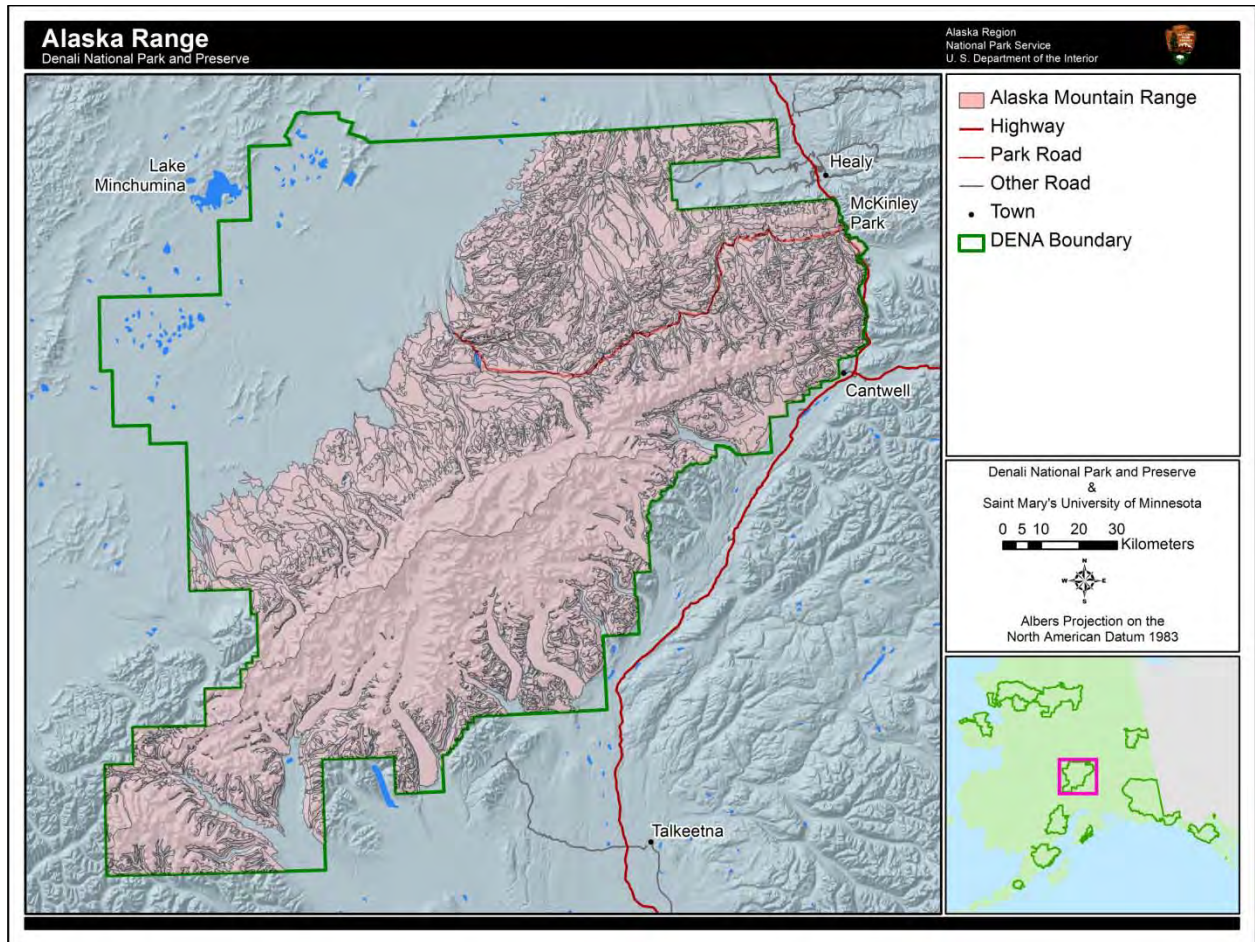 Alaska Range
Denali National Park and Preserve
Alaska Region
National Park Service
U. S. Department of the Interior
Lake
Minchumina
Healy
McKinley
Park
Cantwell
Talkeetna
Alaska Mountain Range
Highway
Park Road
Other Road
Town
DENA Boundary
Denali National Park and Preserve
&
Saint Mary's University of Minnesota
0 5 10 20 30
Kilometers
N
W E
S
Albers Projection on the
North American Datum 1983